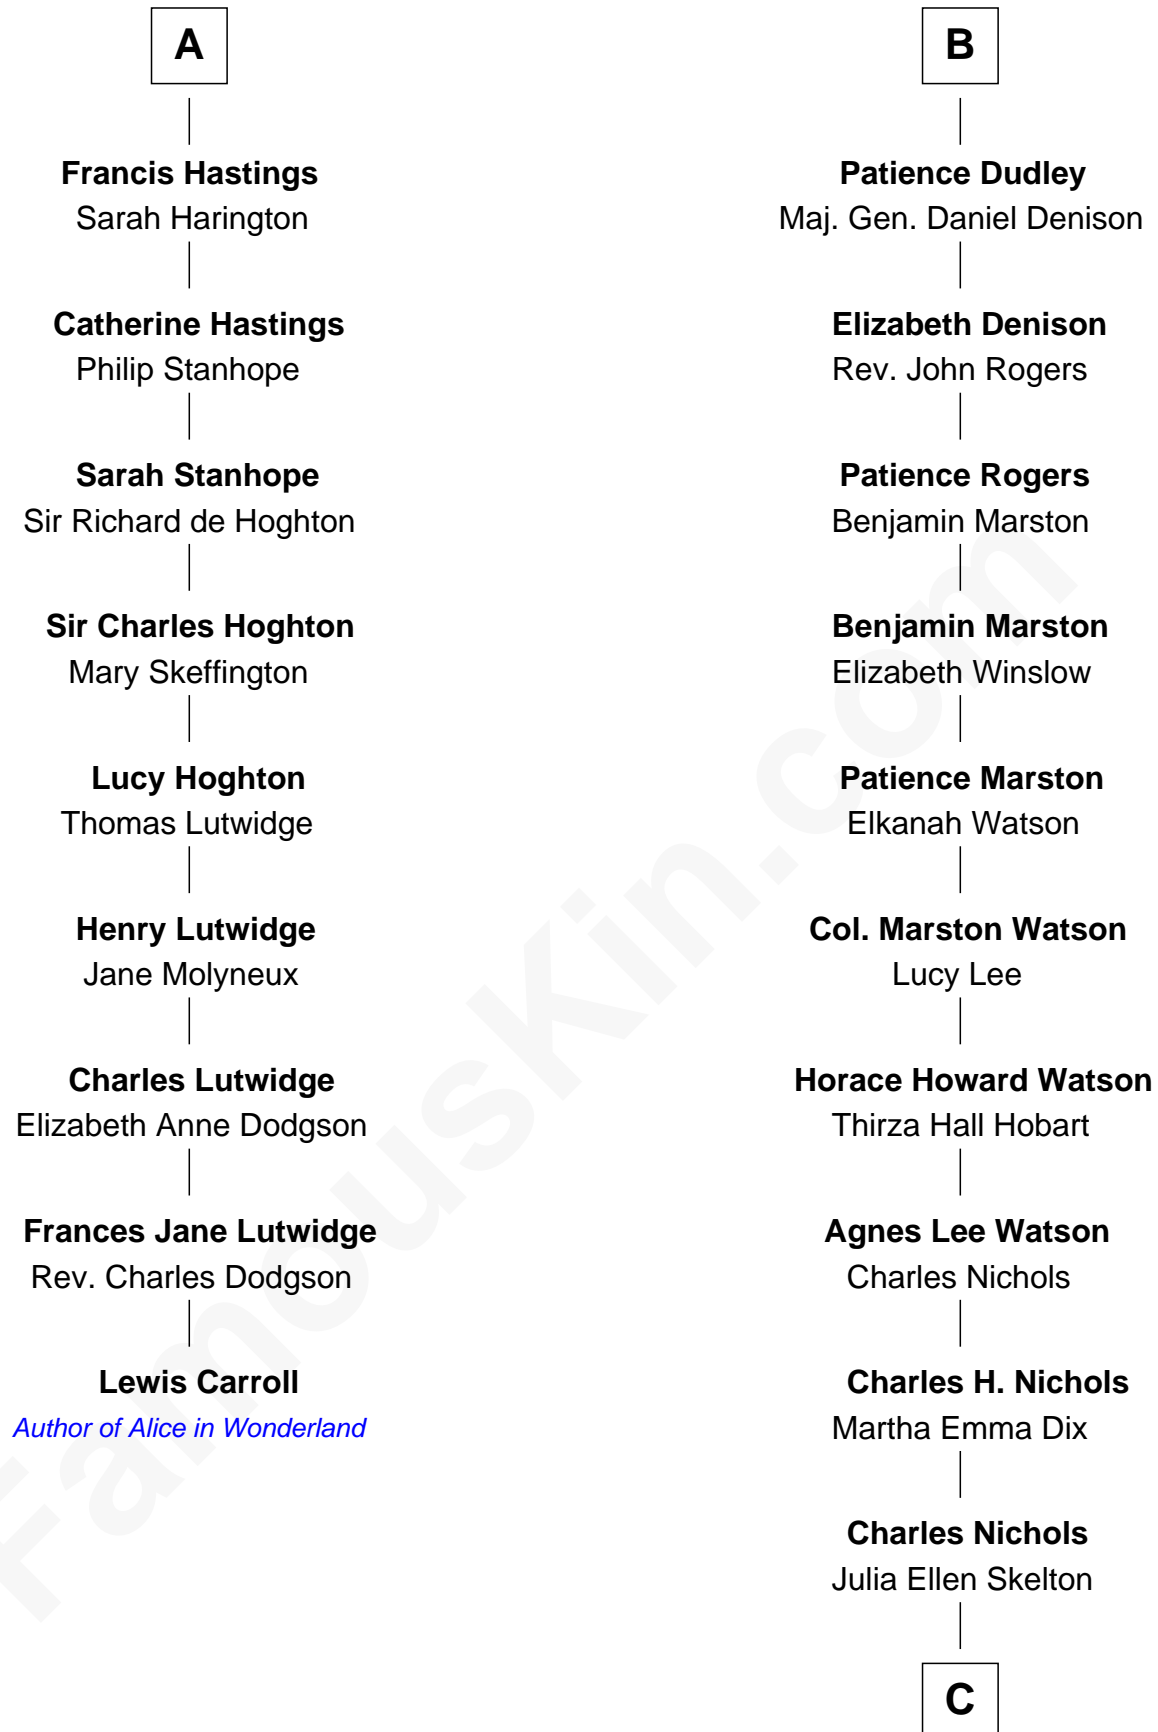 A
Francis Hastings
Sarah Harington
Catherine Hastings
Philip Stanhope
Sarah Stanhope
Sir Richard de Hoghton
Sir Charles Hoghton
Mary Skeffington
Lucy Hoghton
Thomas Lutwidge
Henry Lutwidge
Jane Molyneux
Charles Lutwidge
Elizabeth Anne Dodgson
Frances Jane Lutwidge
Rev. Charles Dodgson
Lewis Carroll
Author of Alice in Wonderland
B
Patience Dudley
Maj. Gen. Daniel Denison
Elizabeth Denison
Rev. John Rogers
Patience Rogers
Benjamin Marston
Benjamin Marston
Elizabeth Winslow
Patience Marston
Elkanah Watson
Col. Marston Watson
Lucy Lee
Horace Howard Watson
Thirza Hall Hobart
Agnes Lee Watson
Charles Nichols
Charles H. Nichols
Martha Emma Dix
Charles Nichols
Julia Ellen Skelton
C
FamousKin.com